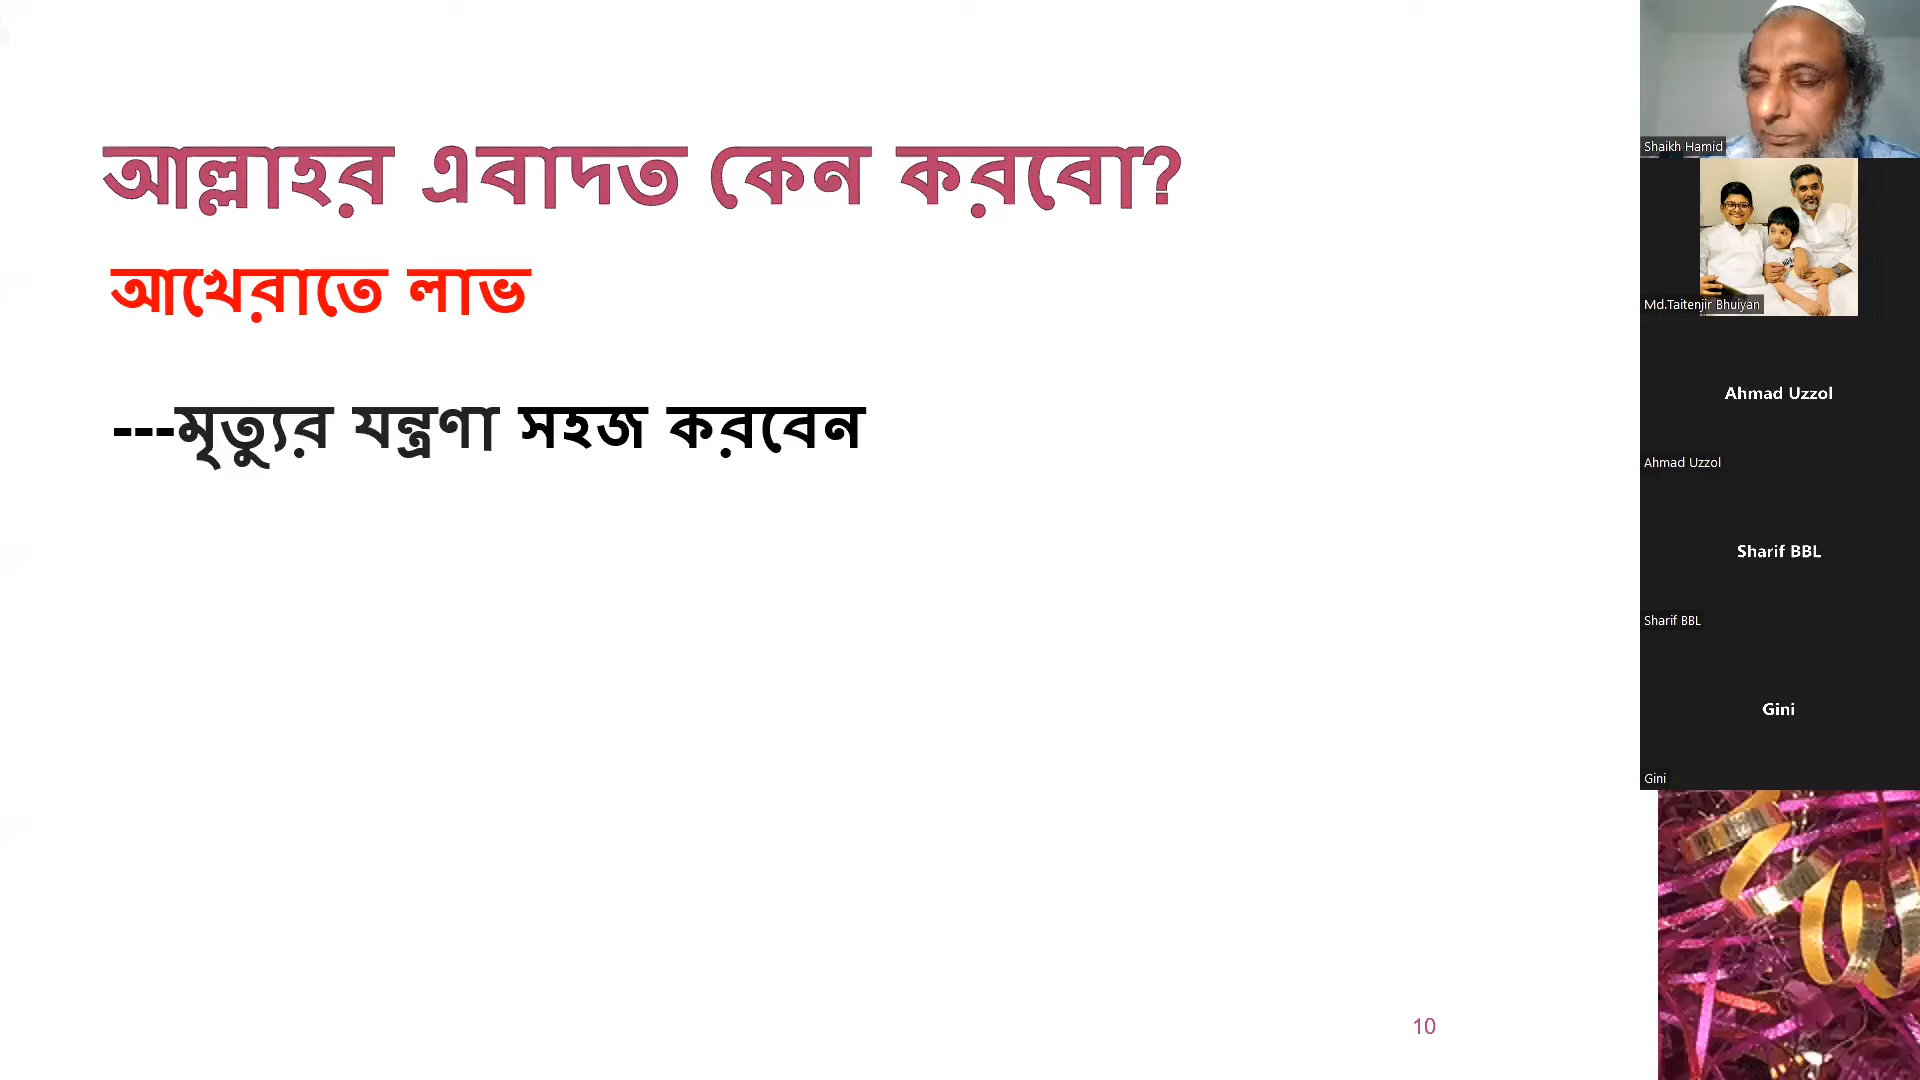 আল্লাহর এবাদত কেন করবো?
আখেরাতে লাভ
---মৃত্যুর যন্ত্রণা সহজ করবেন
10
Shaikh Hamid
Md.Taitenjir Bhuiyan
Ahmad Uzzol
Ahmad Uzzol
Sharif BBL
Sharif BBL
Gini
Gini